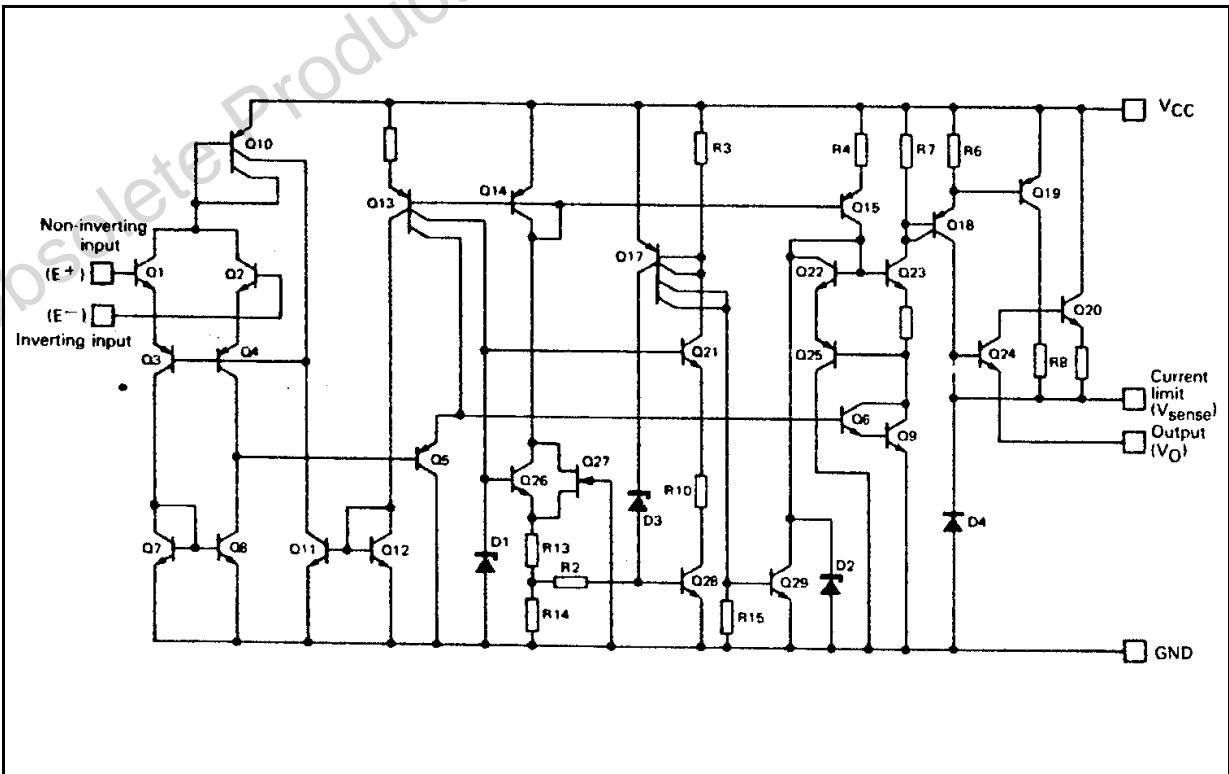 Obsolete Produc
VCC
Q10
R3
R4
R7
R6
Q13
Q14
Q15
Q19
Q18
Non-inverting
input
(E+)
Q1
Q2
Q17
Q22
Q23
(E−)
Inverting input
Q20
Q3
Q4
Q21
Q25
Q24
R8
Current
limit
(Vsense)
Output
(VO)
Q5
Q6
Q9
Q26
Q27
R10
D3
D4
Q7
Q8
Q11
Q12
D1
R13
R2
Q28
Q29
D2
R14
R15
GND